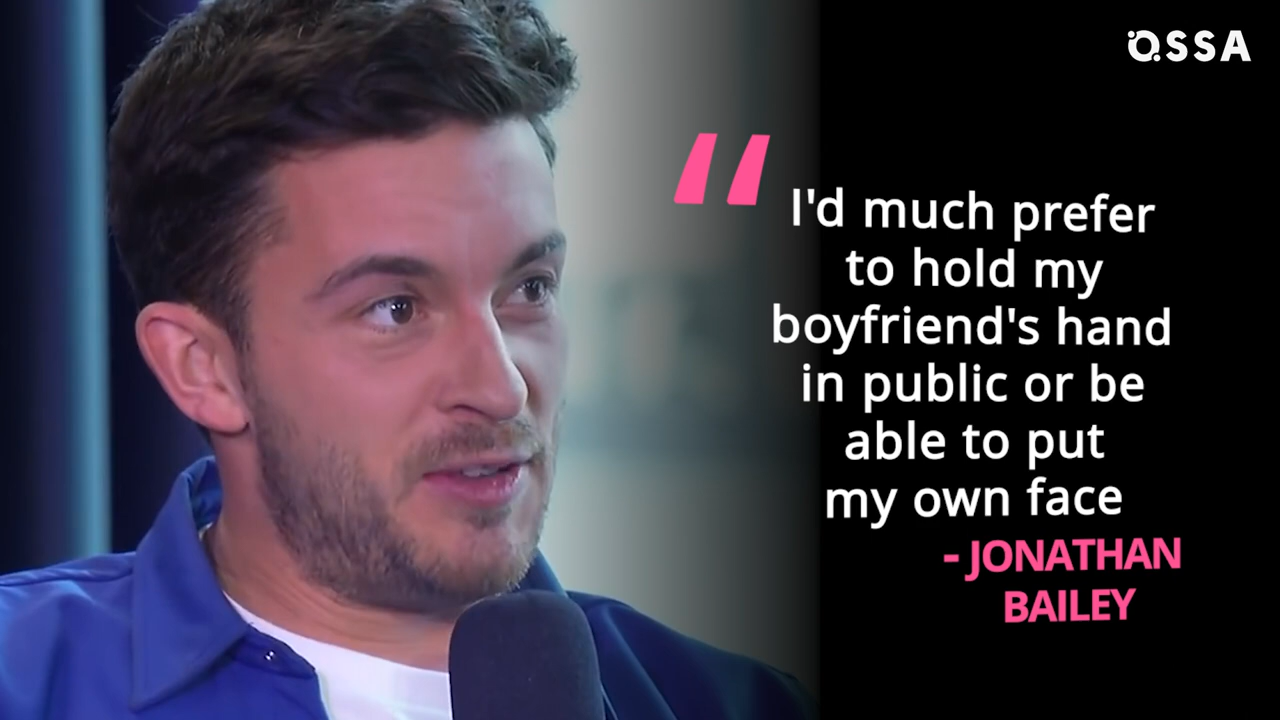 OSSA
“
I'd much prefer
to hold my
boyfriend's hand
in public or be
able to put
my own face
- JONATHAN
BAILEY